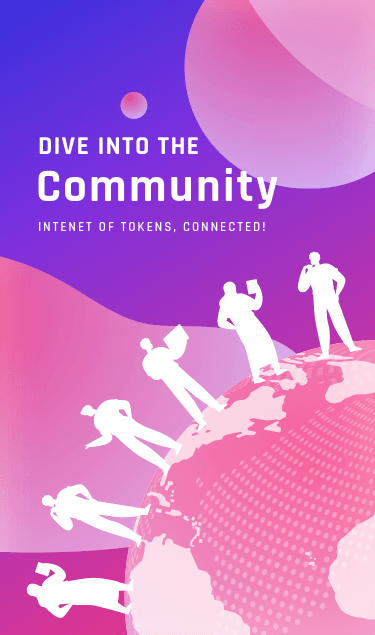 DIVE INTO THE
Community
INTENET OF TOKENS, CONNECTED!